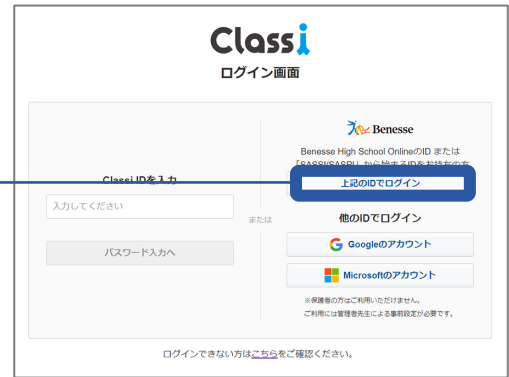 Classi
ログイン画面
Benesse
Benesse High School OnlineのID または
「SASSI/SASRU」から始まるIDをお持ちの方
上記のIDでログイン
Classi IDを入力
入力してください
または
他のIDでログイン
Googleのアカウント
パスワード入力へ
Microsoftのアカウント
※保護者の方はご利用いただけません。
ご利用には管理者先生による事前設定が必要です。
ログインできない方はこちらをご確認ください。